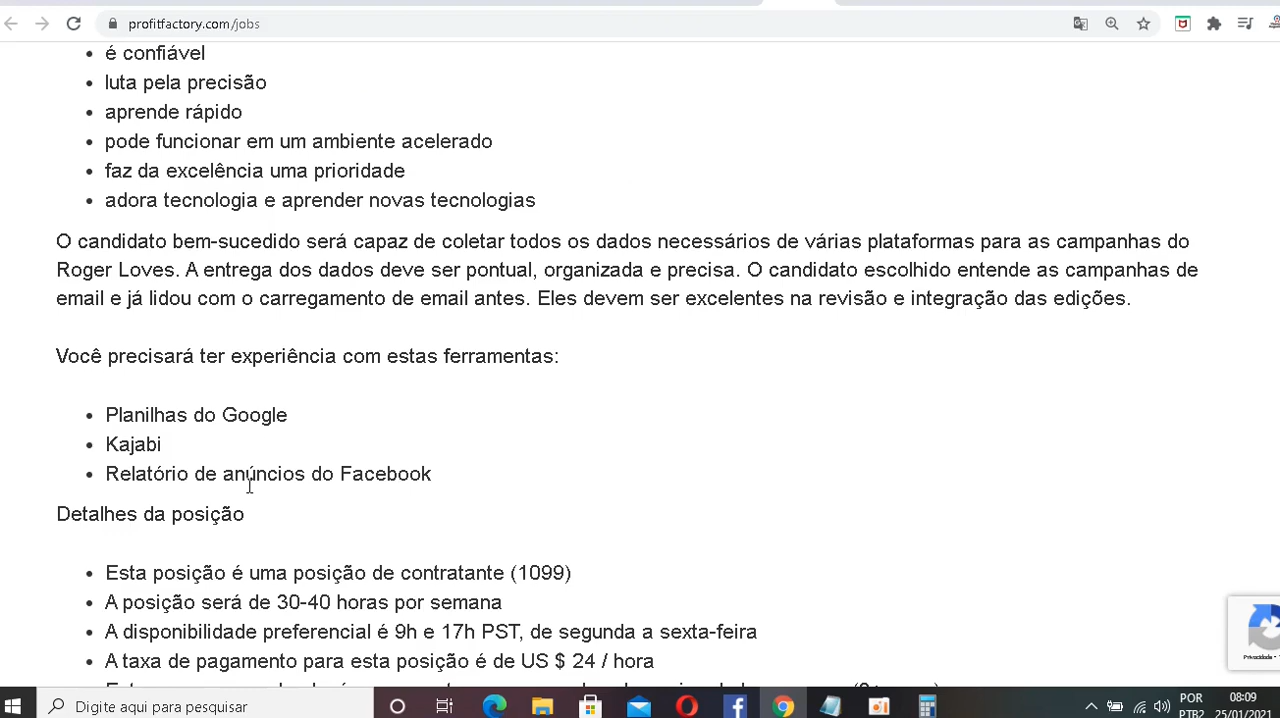 profitfactory.com/jobs
é confiável
luta pela precisão
aprende rápido
pode funcionar em um ambiente acelerado
faz da excelência uma prioridade
adora tecnologia e aprender novas tecnologias
O candidato bem-sucedido será capaz de coletar todos os dados necessários de várias plataformas para as campanhas do
Roger Loves. A entrega dos dados deve ser pontual, organizada e precisa. O candidato escolhido entende as campanhas de
email e já lidou com o carregamento de email antes. Eles devem ser excelentes na revisão e integração das edições.
Você precisará ter experiência com estas ferramentas:
Planilhas do Google
Kajabi
Relatório de anúncios do Facebook
Detalhes da posição
Esta posição é uma posição de contratante (1099)
A posição será de 30-40 horas por semana
A disponibilidade preferencial é 9h e 17h PST, de segunda a sexta-feira
A taxa de pagamento para esta posição é de US $ 24 / hora
Privacidade
Digite aqui para pesquisar
POR
PTB2
08:09
25/01/2021